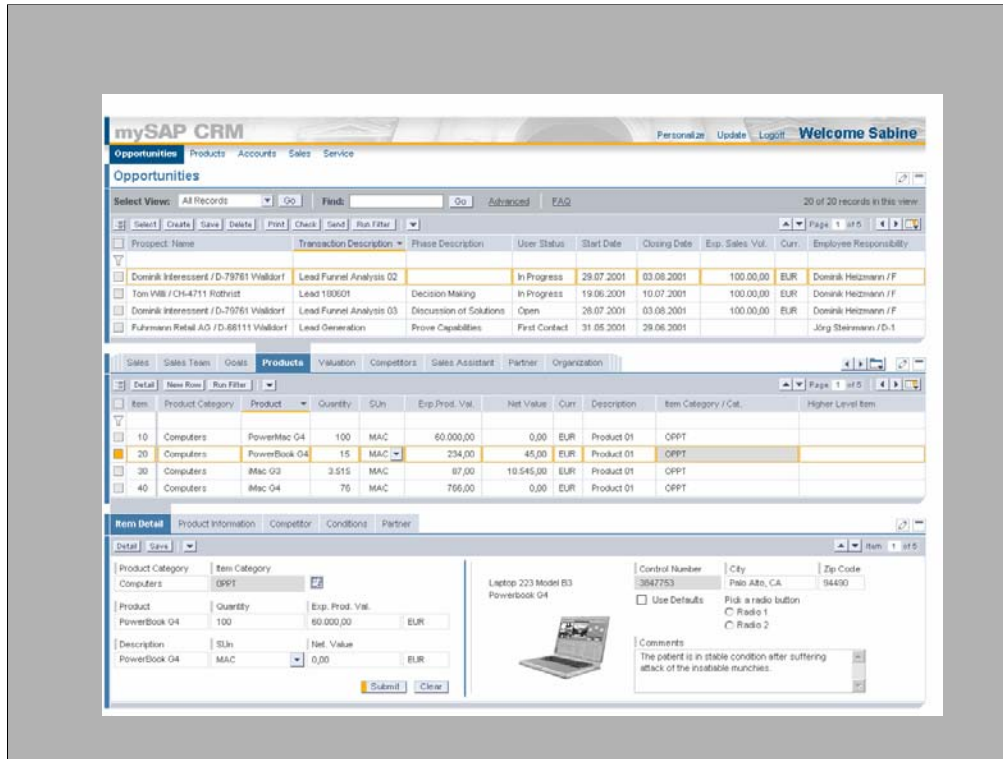 mySAP CRM Personalize Update Logoff Welcome Sabine
Opportunities Products Accounts Sales Service
Opportunities
Select View: All Records Go Find: Go Advanced FAQ 20 of 20 records in this view
Select Create Save Delete Print Check Send Run Filter Page 1 of 5
Prospect Name Transaction Description Phase Description User Status Start Date Closing Date Exp. Sales Vol. Curr. Employee Responsibility
Dominik Interessent / D-79761 Walldorf Lead Funnel Analysis 02 In Progress 29.07.2001 03.08.2001 100.00,00 EUR Dominik Heizmann / F
Tom Willi / CH-4711 Rothrist Lead 180601 Decision Making In Progress 19.06.2001 10.07.2001 100.00,00 EUR Dominik Heizmann / F
Dominik Interessent / D-79761 Walldorf Lead Funnel Analysis 03 Discussion of Solutions Open 28.07.2001 03.08.2001 100.00,00 EUR Dominik Heizmann / F
Fuhrmann Retail AG / D-66111 Walldorf Lead Generation Prove Capabilities First Contact 31.05.2001 29.06.2001 Jörg Steinmann / D-1
Sales Sales Team Goals Products Valuation Competitors Sales Assistant Partner Organization
Detail New Row Run Filter Page 1 of 5
Item Product Category Product Quantity SUn Exp.Prod. Val. Net Value Curr Description Item Category / Cat. Higher Level Item
10 Computers PowerMac G4 100 MAC 60.000,00 0,00 EUR Product 01 OPPT
20 Computers PowerBook G4 15 MAC 234,00 45,00 EUR Product 01 OPPT
30 Computers iMac G3 3.515 MAC 87,00 10.545,00 EUR Product 01 OPPT
40 Computers iMac G4 76 MAC 766,00 0,00 EUR Product 01 OPPT
Item Detail Product Information Competitor Conditions Partner
Detail Save Item 1 of 5
Product Category Item Category Control Number City Zip Code
Computers OPPT Laptop 223 Model B3 3847753 Palo Alto, CA 94490
Powerbook G4 Use Defaults Pick a radio button
Product Quantity Exp. Prod. Val. Radio 1
PowerBook G4 100 60.000,00 EUR Radio 2
Description SUn Net. Value Comments
PowerBook G4 MAC 0,00 EUR The patient is in stable condition after suffering
attack of the insatiable munchies.
Submit Clear